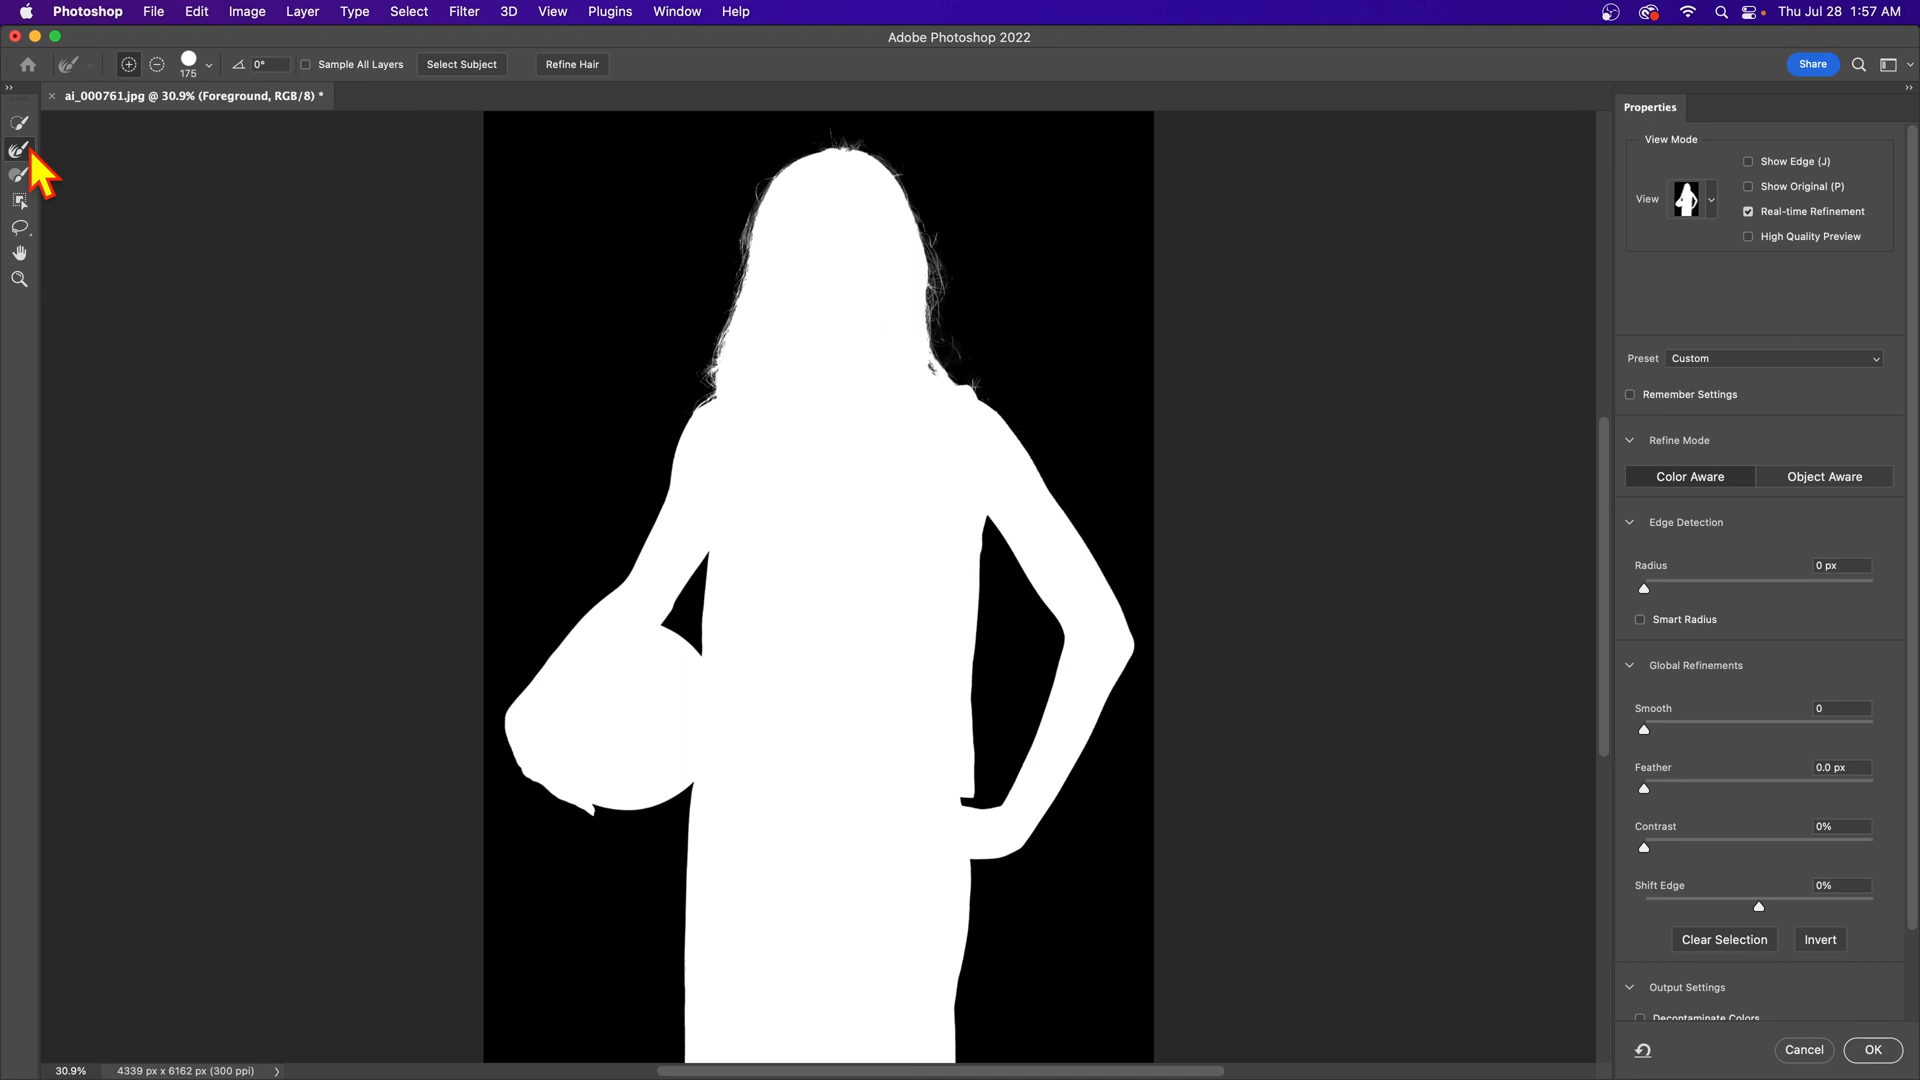 Photoshop File Edit Image Layer Type Select Filter 3D View Plugins Window Help Thu Jul 28 1:57 AM
Adobe Photoshop 2022
175 0° Sample All Layers Select Subject Refine Hair Share
ai_000761.jpg @ 30.9% (Foreground, RGB/8) *
Properties
View Mode
Show Edge (J)
Show Original (P)
View
Real-time Refinement
High Quality Preview
Preset Custom
Remember Settings
Refine Mode
Color Aware Object Aware
Edge Detection
Radius 0 px
Smart Radius
Global Refinements
Smooth 0
Feather 0.0 px
Contrast 0%
Shift Edge 0%
Clear Selection Invert
Output Settings
Decontaminate Colors
Cancel OK
30.9% 4339 px x 6162 px (300 ppi)